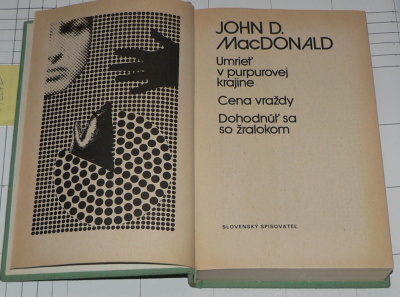 JOHN D.
MacDONALD
Umrieť
v purpurovej
krajine
Cena vraždy
Dohodnúť sa
so žralokom
SLOVENSKÝ SPISOVATEĽ